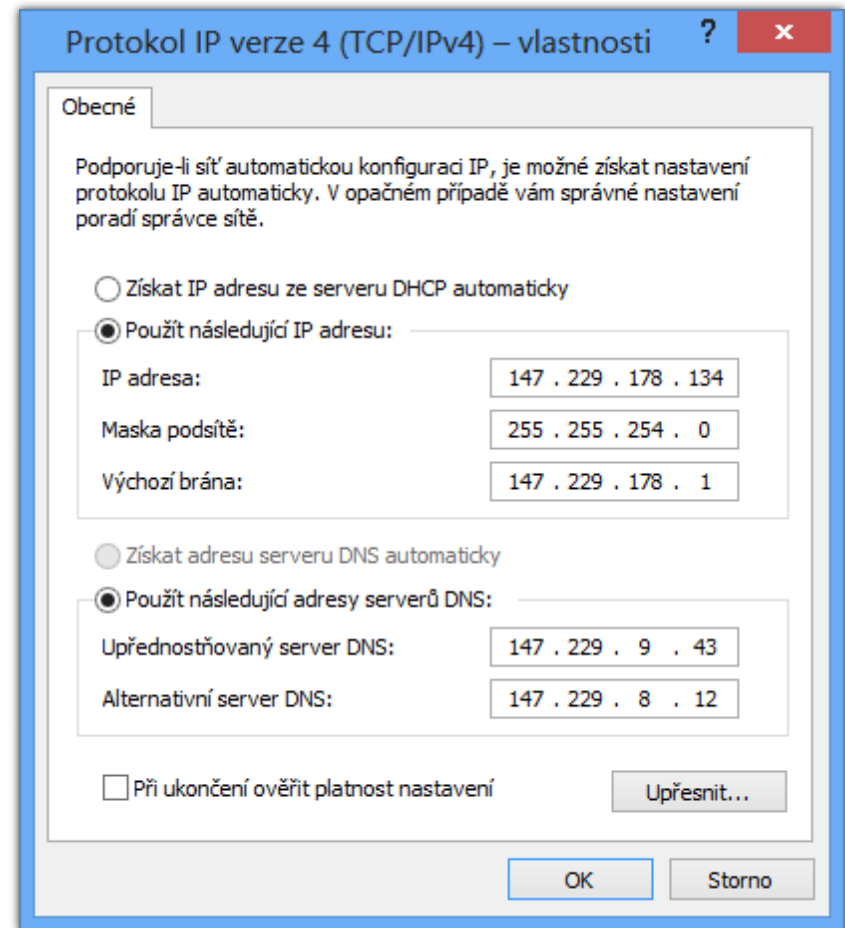 Protokol IP verze 4 (TCP/IPv4) – vlastnosti ? x
Obecné
Podporuje-li síť automatickou konfiguraci IP, je možné získat nastavení
protokolu IP automaticky. V opačném případě vám správné nastavení
poradí správce sítě.
Získat IP adresu ze serveru DHCP automaticky
Použít následující IP adresu:
IP adresa: 147 . 229 . 178 . 134
Maska podsítě: 255 . 255 . 254 . 0
Výchozí brána: 147 . 229 . 178 . 1
Získat adresu serveru DNS automaticky
Použít následující adresy serverů DNS:
Upřednostňovaný server DNS: 147 . 229 . 9 . 43
Alternativní server DNS: 147 . 229 . 8 . 12
Při ukončení ověřit platnost nastavení Upřesnit...
OK Storno